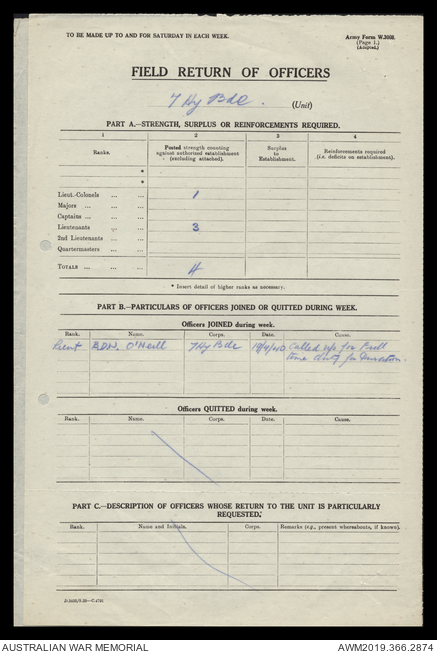 TO BE MADE UP TO AND FOR SATURDAY IN EACH WEEK.
Army Form W.3008.
(Page 1.)
(Adapted.)
FIELD RETURN OF OFFICERS
7 Hy Bde. (Unit)
PART A.—STRENGTH, SURPLUS OR REINFORCEMENTS REQUIRED.
1 2 3 4
Ranks. Posted strength counting against authorised establishment - (excluding attached). Surplus to Establishment. Reinforcements required (i.e. deficits on establishment).
*
*
Lieut.-Colonels ... ... 1
Majors ... ... ...
Captains ... ... ...
Lieutenants ... ... 3
2nd Lieutenants ... ...
Quartermasters ... ...
TOTALS ... ... ... 4
* Insert detail of higher ranks as necessary.
PART B.—PARTICULARS OF OFFICERS JOINED OR QUITTED DURING WEEK.
Officers JOINED during week.
Rank. Name. Corps. Date. Cause.
Lieut O'Neill 7 Hy Bde 19/4/40 Called up for Full
time duty for Duration.
Officers QUITTED during week.
Rank. Name. Corps. Date. Cause.
PART C.—DESCRIPTION OF OFFICERS WHOSE RETURN TO THE UNIT IS PARTICULARLY
REQUESTED.
Rank. Name and Initials. Corps. Remarks (e.g., present whereabouts, if known).
AUSTRALIAN WAR MEMORIAL AWM2019.366.2874